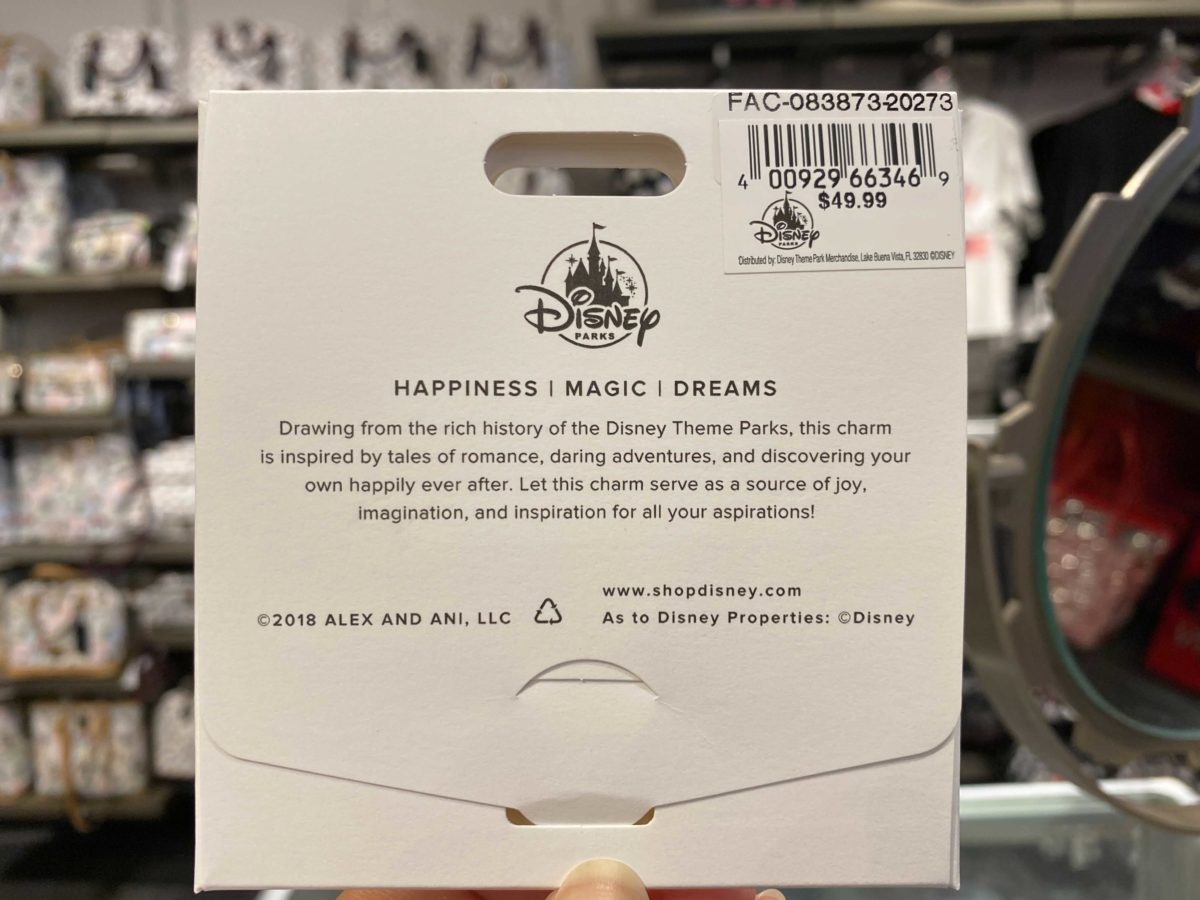 FAC-083873-20273
4 00929 66346 9
$49.99
Disney
PARKS
Distributed by: Disney Theme Park Merchandise, Lake Buena Vista, FL 32830 ©DISNEY
Disney
PARKS
HAPPINESS | MAGIC | DREAMS
Drawing from the rich history of the Disney Theme Parks, this charm
is inspired by tales of romance, daring adventures, and discovering your
own happily ever after. Let this charm serve as a source of joy,
imagination, and inspiration for all your aspirations!
www.shopdisney.com
©2018 ALEX AND ANI, LLC
As to Disney Properties: ©Disney